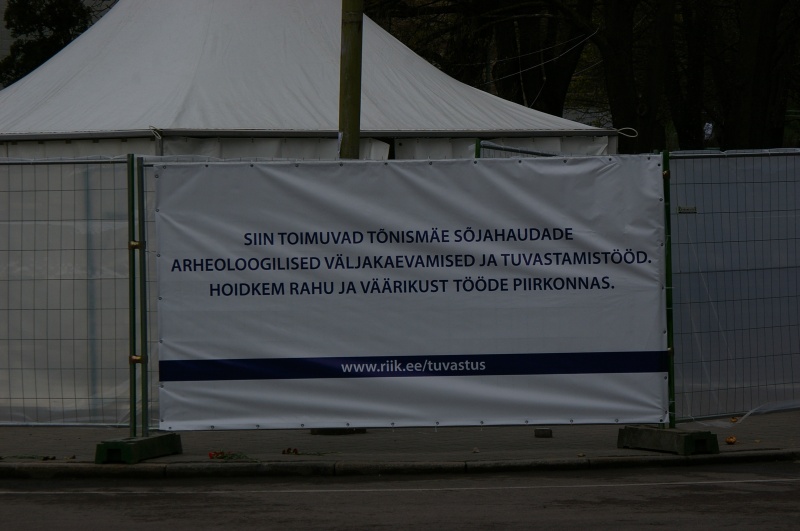 SIIN TOIMUVAD TÕNISMÄE SÕJAHAUDADE
ARHEOLOOGILISED VÄLJAKAEVAMISED JA TUVASTAMISTÖÖD.
HOIDKEM RAHU JA VÄÄRIKUST TÖÖDE PIIRKONNAS.
www.riik.ee/tuvastus